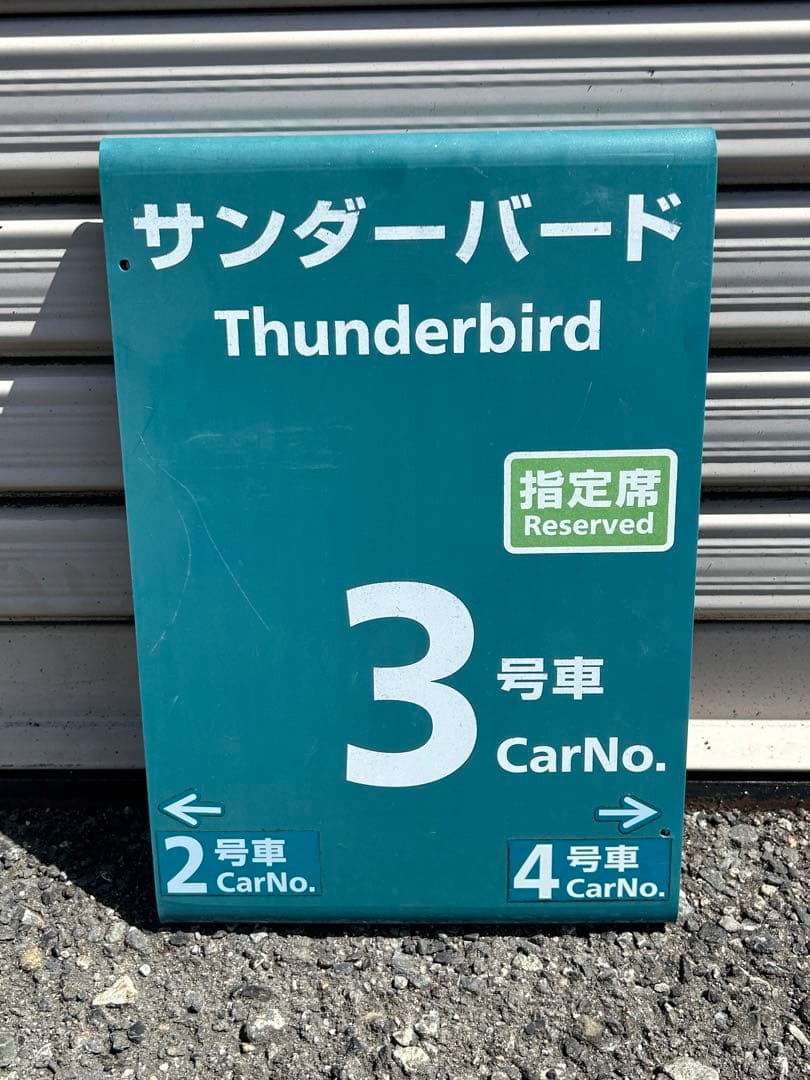 サンダーバード
Thunderbird
指定席
Reserved
3 号車
CarNo.
←
→
2 号車
CarNo.
4 号車
CarNo.